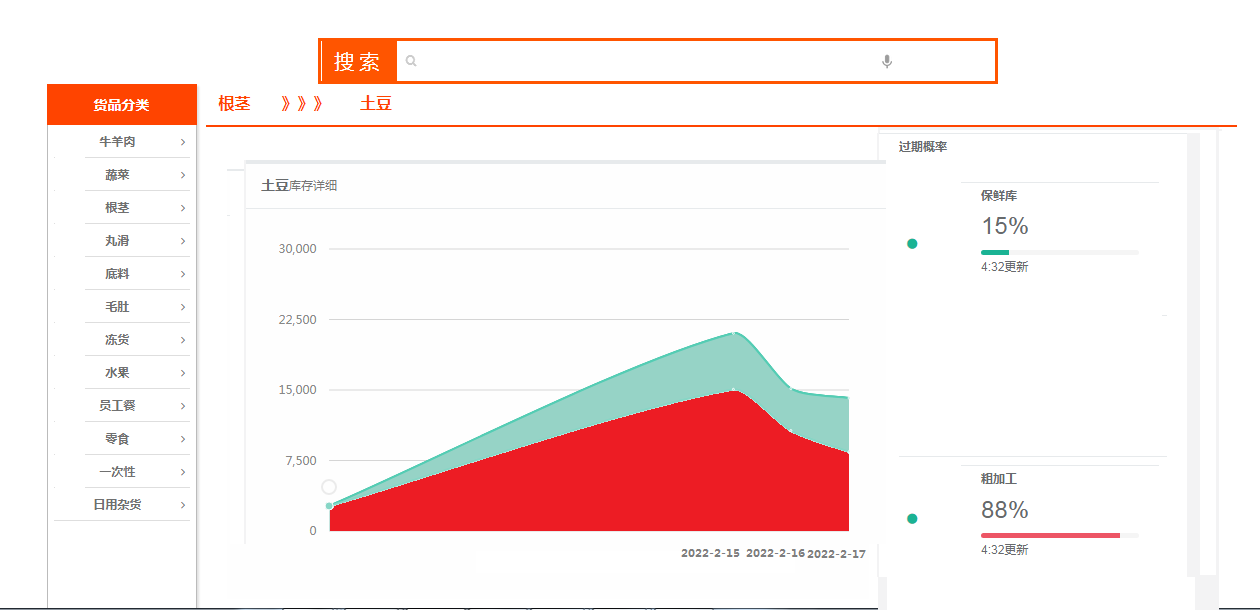 搜索
货品分类
牛羊肉
蔬菜
根茎
丸滑
底料
毛肚
冻货
水果
员工餐
零食
一次性
日用杂货
根茎 》》》 土豆
土豆库存详细
30,000
22,500
15,000
7,500
0
2022-2-15 2022-2-16 2022-2-17
过期概率
保鲜库
15%
4:32更新
粗加工
88%
4:32更新